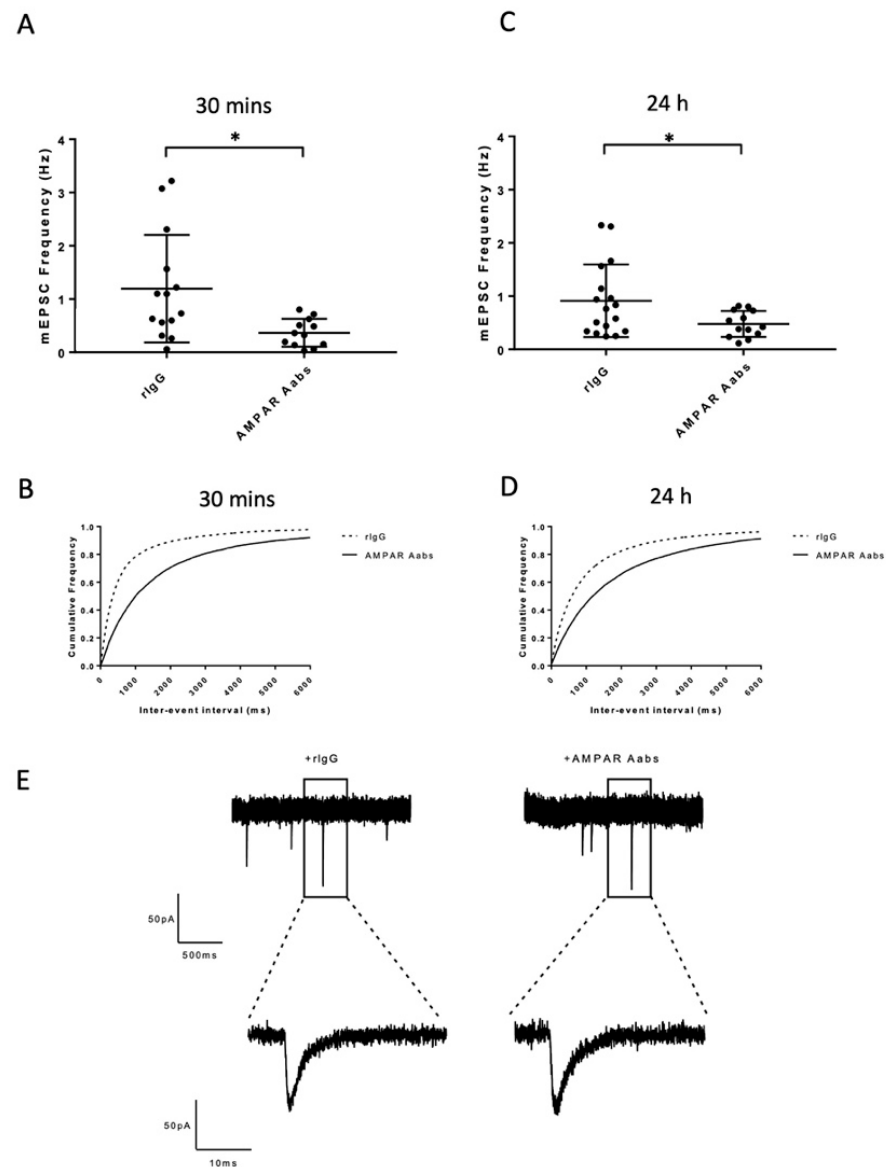 A
C
30 mins
24 h
*
*
mEPSC Frequency (Hz)
4
3
2
1
0
rIgG
AMPAR Aabs
mEPSC Frequency (Hz)
4
3
2
1
0
rIgG
AMPAR Aabs
B
30 mins
D
24 h
Cumulative Frequency
1.0
0.8
0.6
0.4
0.2
0.0
0
1000
2000
3000
4000
5000
6000
Inter-event interval (ms)
rIgG
AMPAR Aabs
Cumulative Frequency
1.0
0.8
0.6
0.4
0.2
0.0
0
1000
2000
3000
4000
5000
6000
Inter-event interval (ms)
rIgG
AMPAR Aabs
E
+rIgG
+AMPAR Aabs
50pA
500ms
50pA
10ms